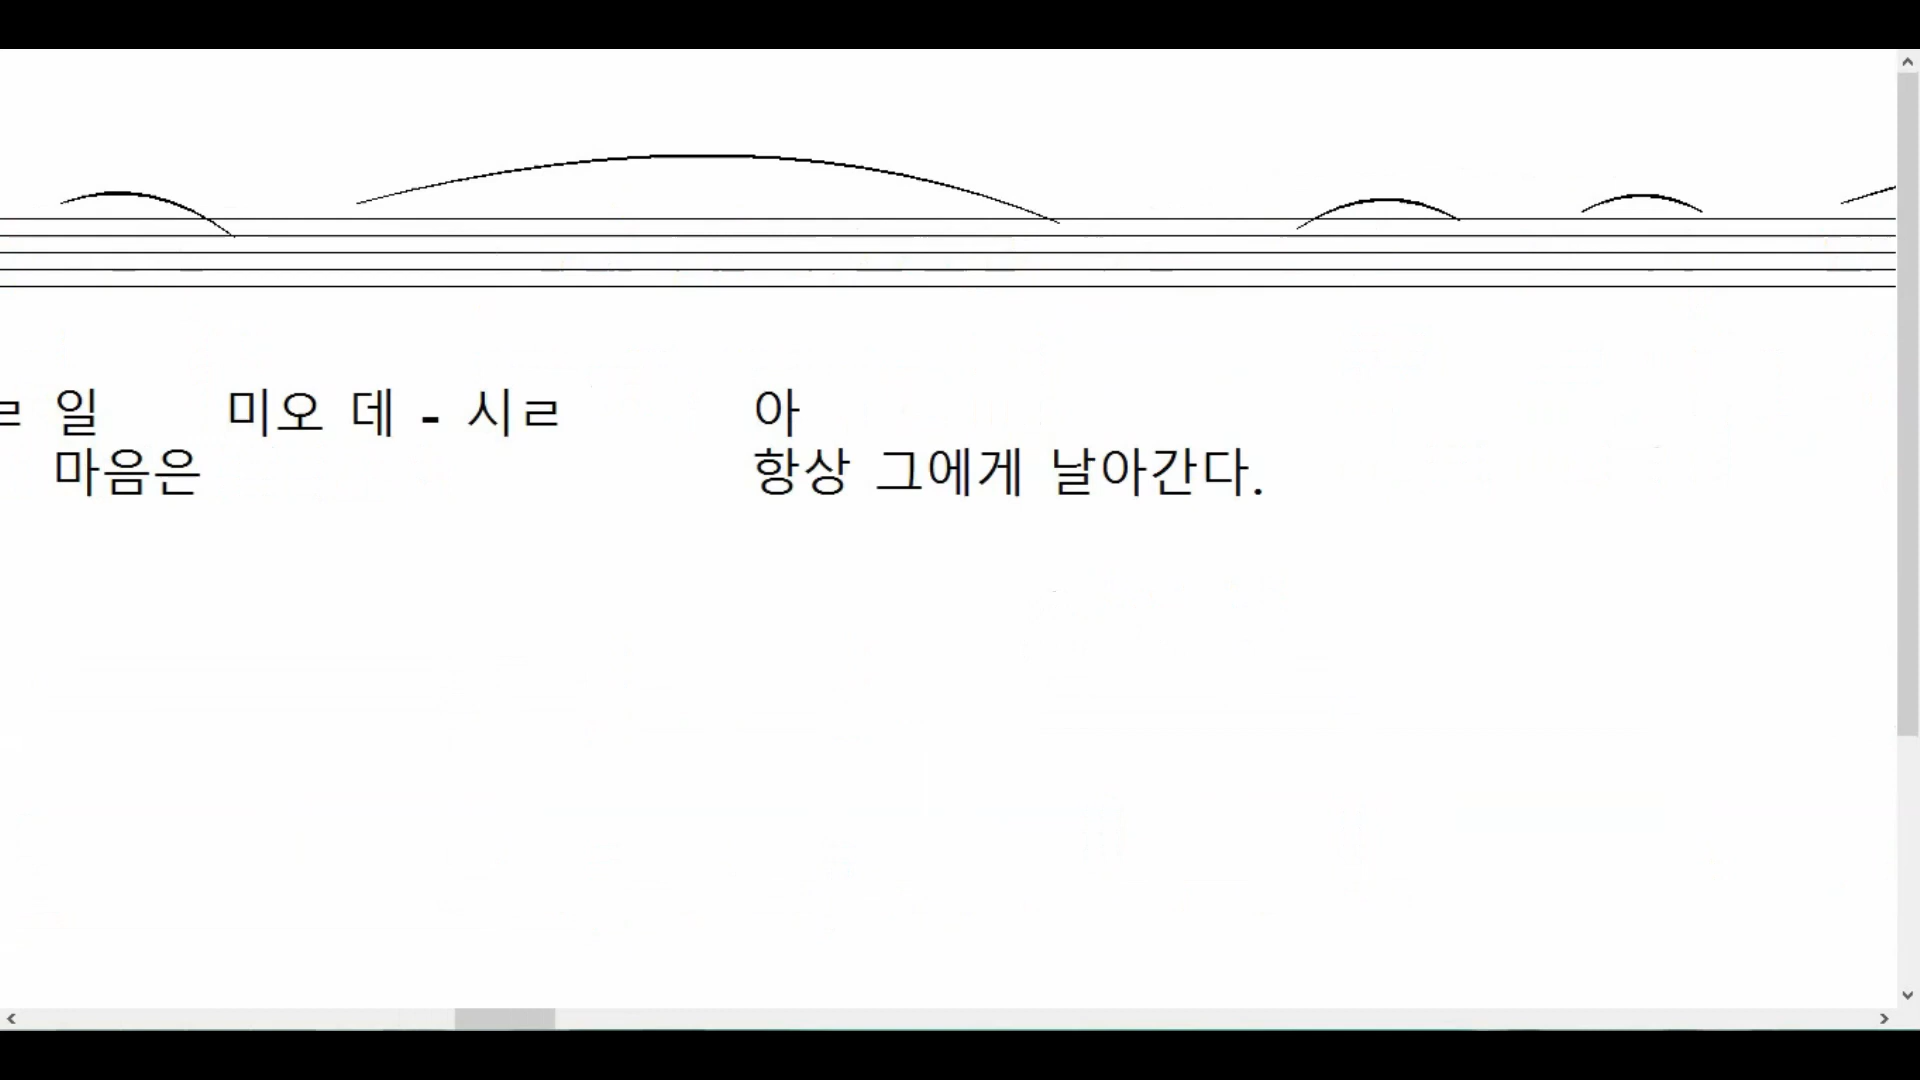 ㄹ 일 미오 데 - 시ㄹ 아
마음은 항상 그에게 날아간다.